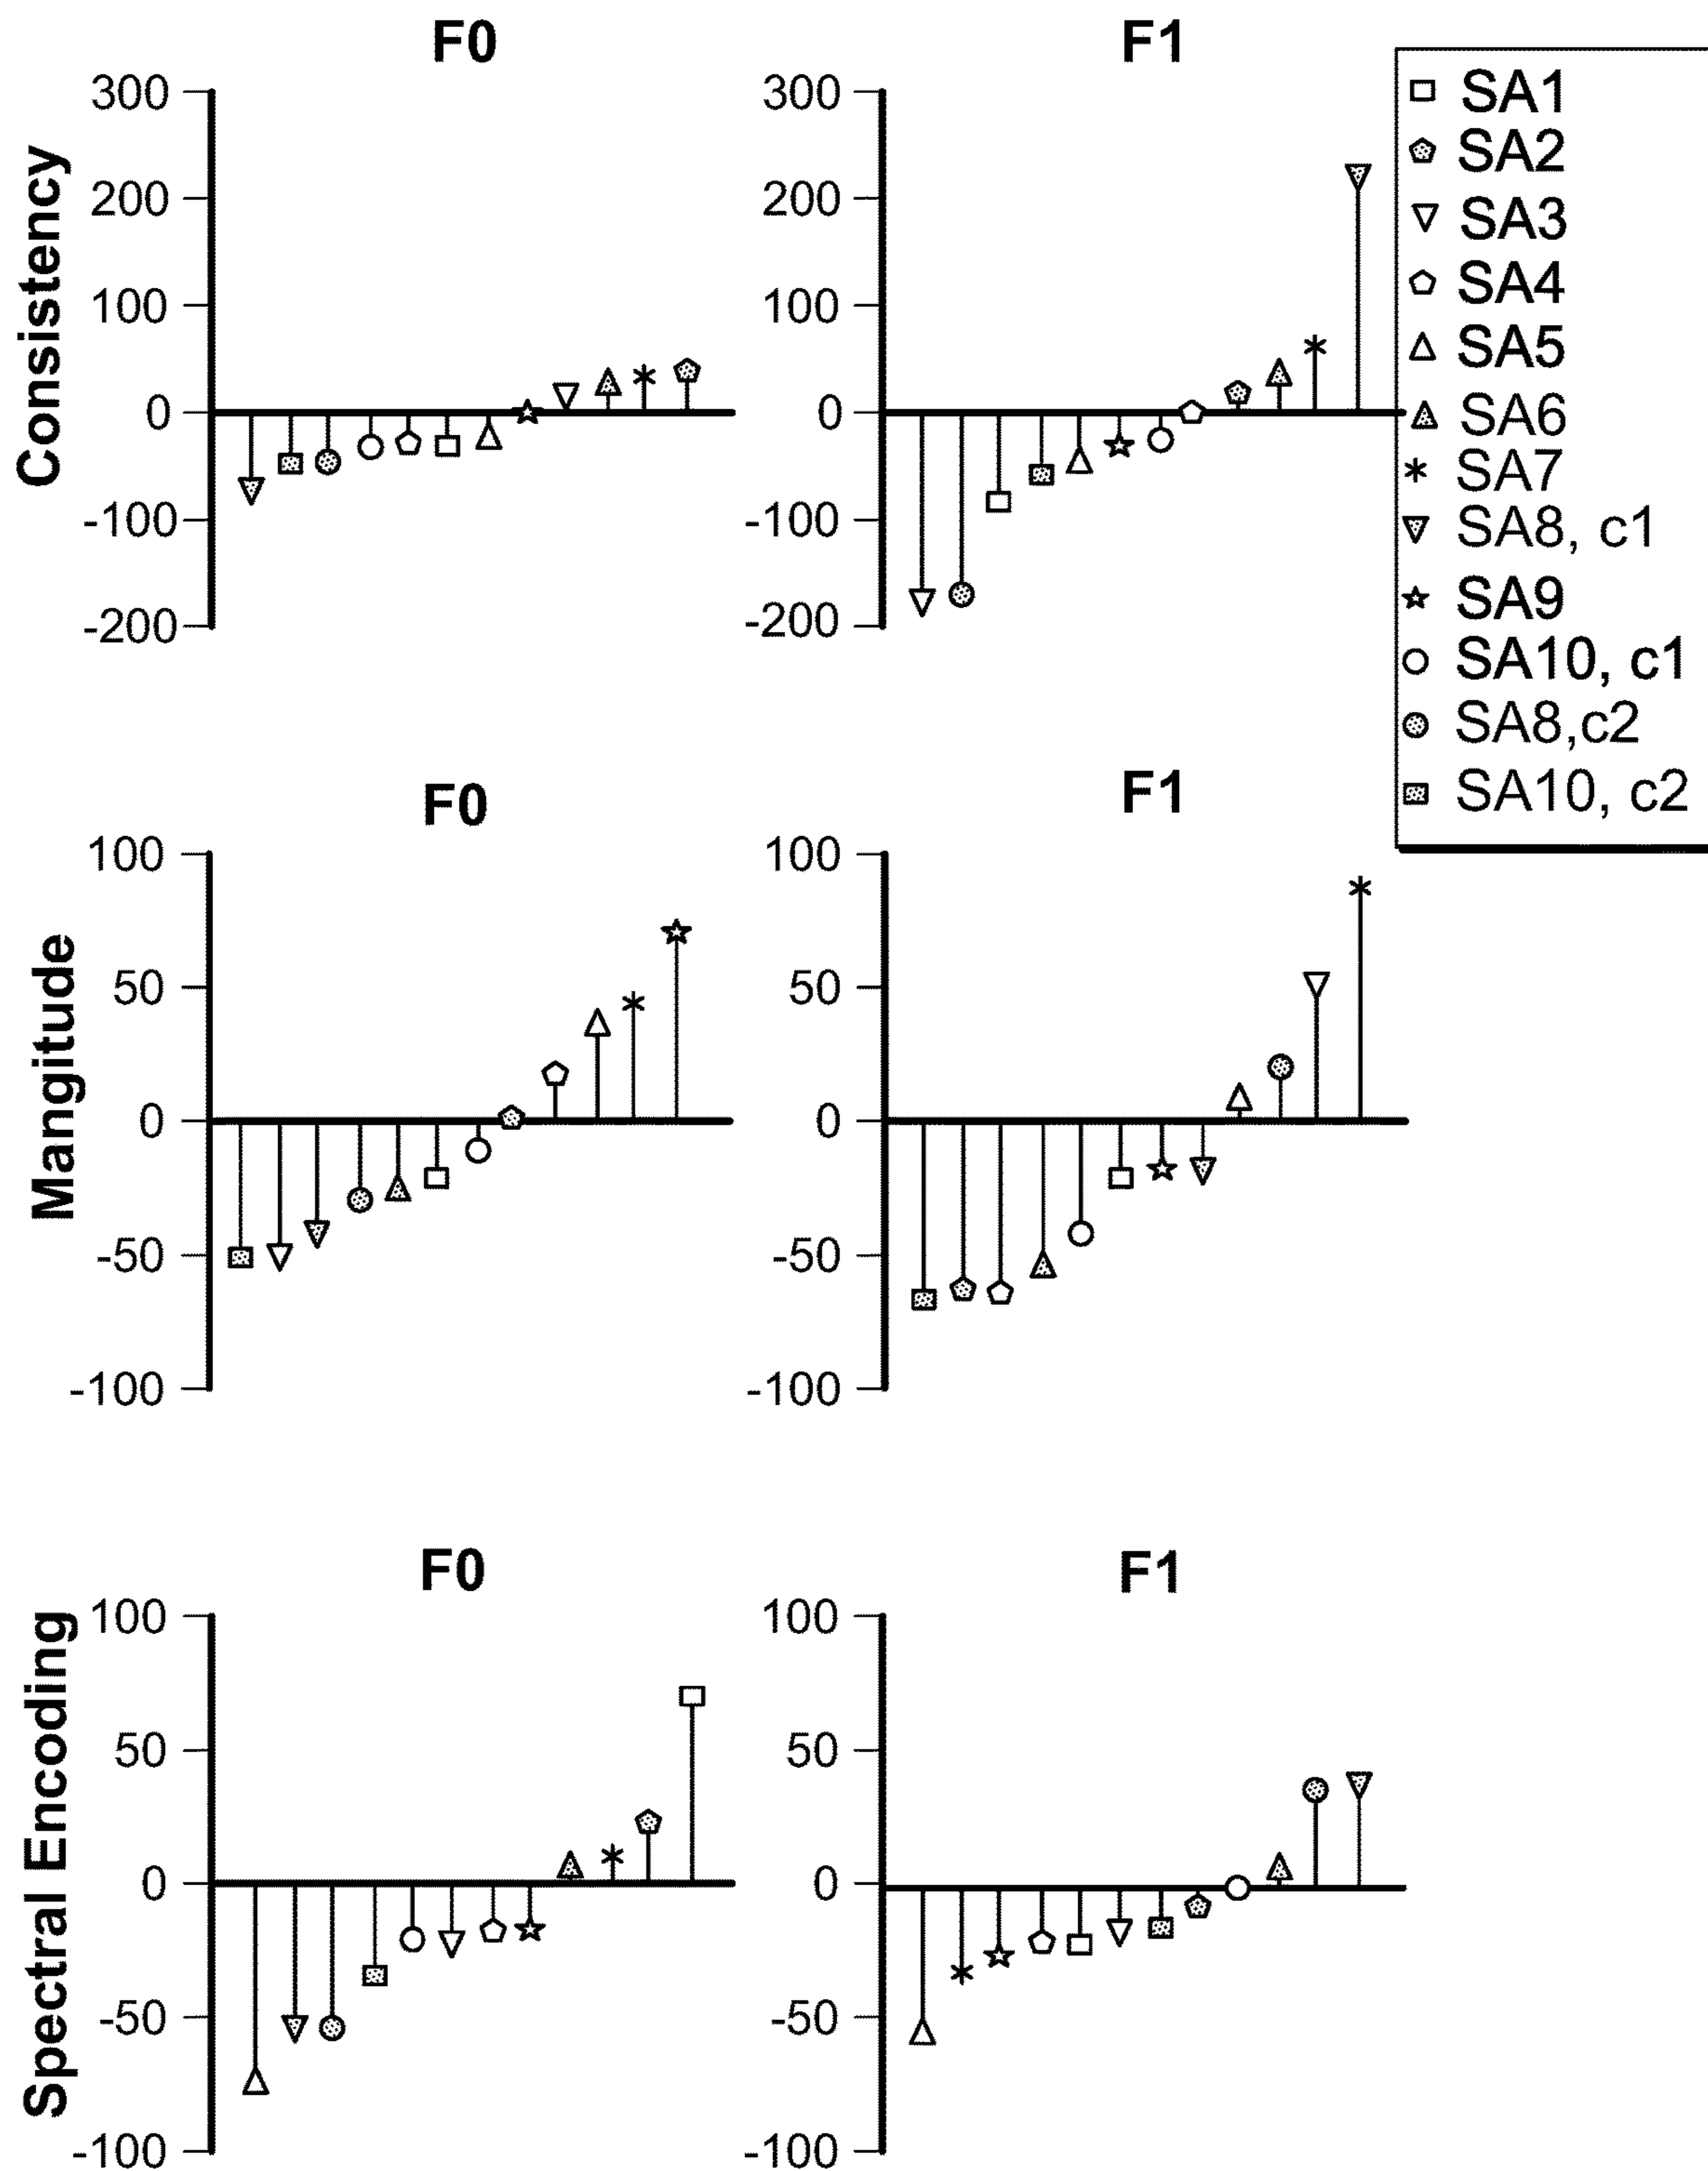 F0
F1
Consistency
300
200
100
0
-100
-200
300
200
100
0
-100
-200
SA1
SA2
SA3
SA4
SA5
SA6
SA7
SA8, c1
SA9
SA10, c1
SA8,c2
SA10, c2
F0
F1
Mangitude
100
50
0
-50
-100
100
50
0
-50
-100
F0
F1
Spectral Encoding
100
50
0
-50
-100
100
50
0
-50
-100